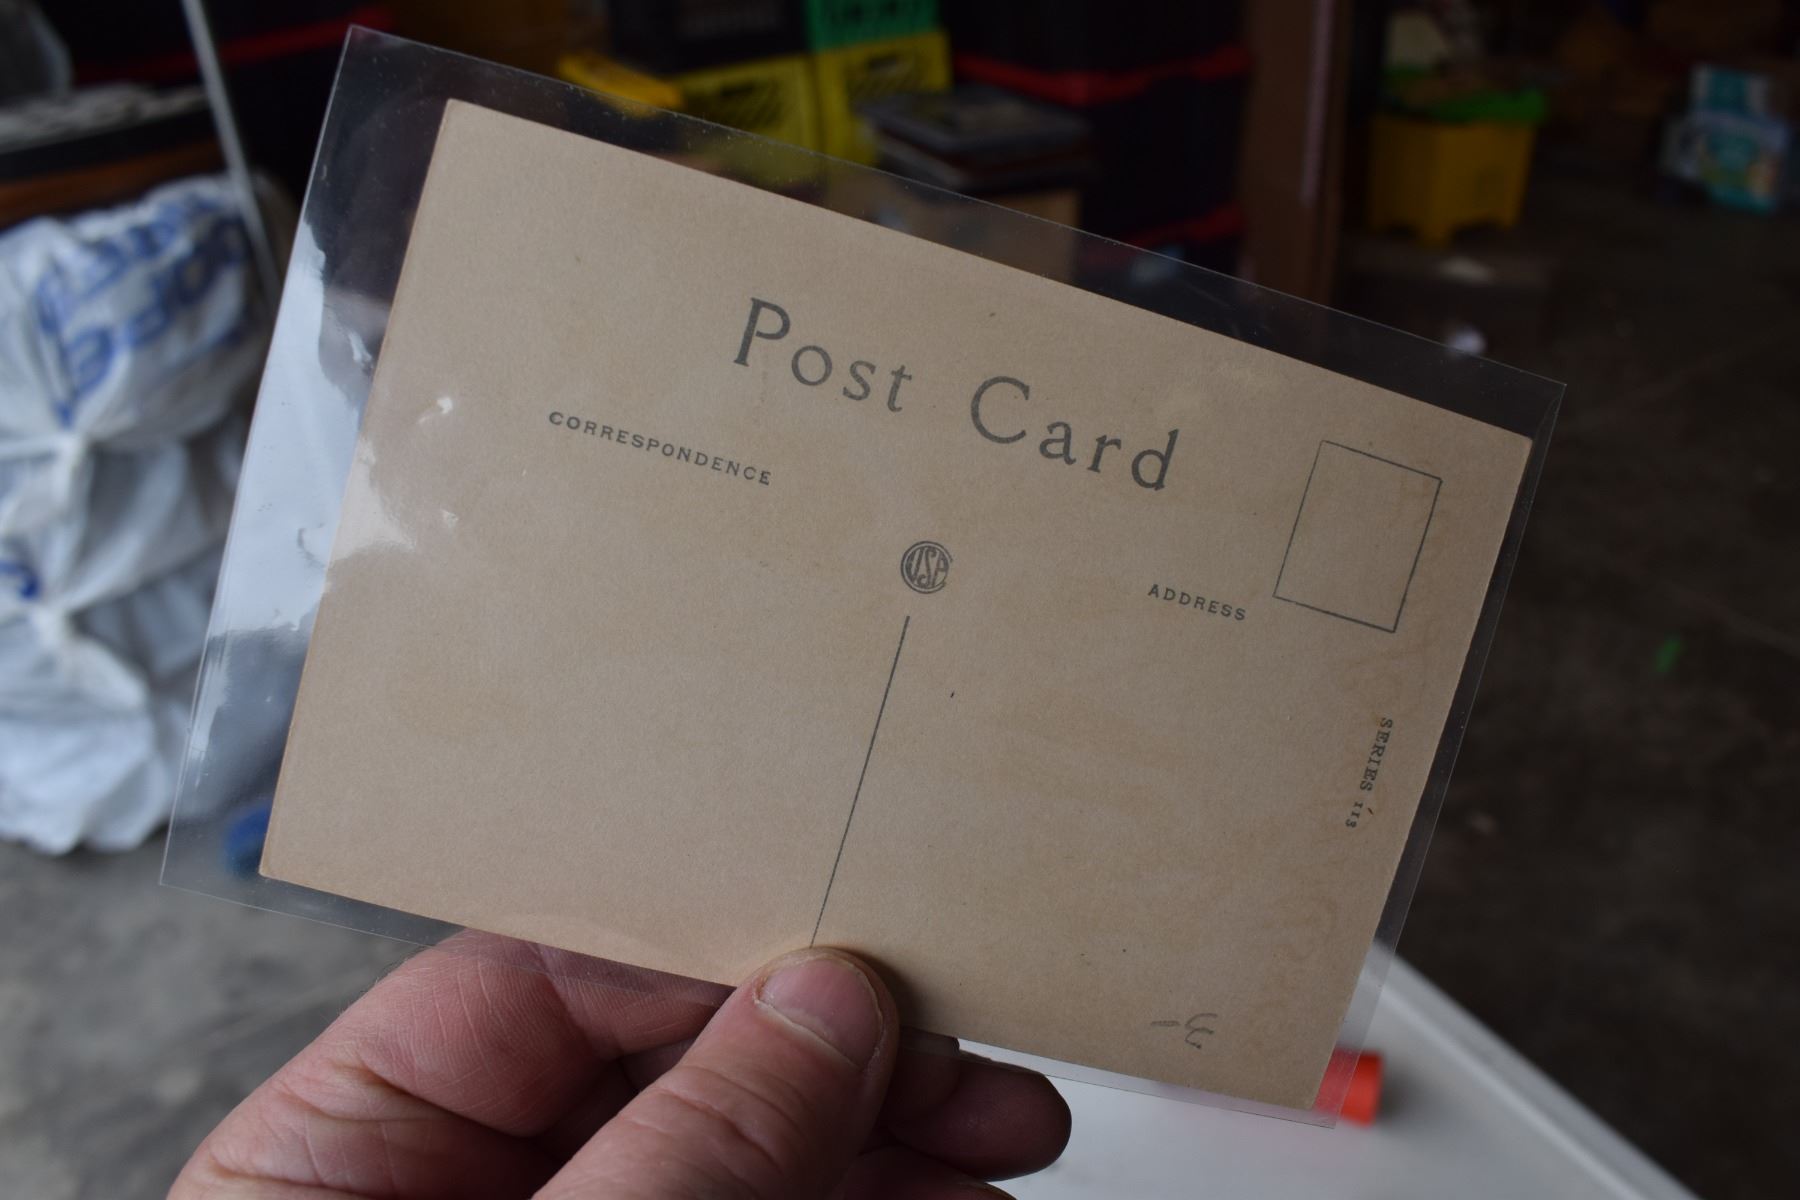 Post Card
CORRESPONDENCE
USP
ADDRESS
SERIES 113
3-